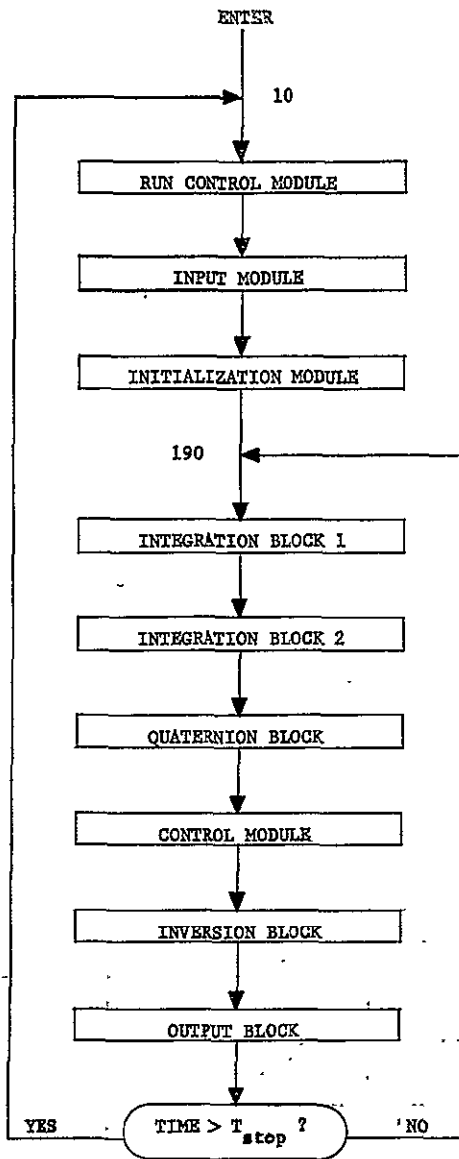 ENTER
10
RUN CONTROL MODULE
INPUT MODULE
INITIALIZATION MODULE
190
INTEGRATION BLOCK 1
INTEGRATION BLOCK 2
QUATERNION BLOCK
CONTROL MODULE
INVERSION BLOCK
OUTPUT BLOCK
YES TIME > Tstop ? NO